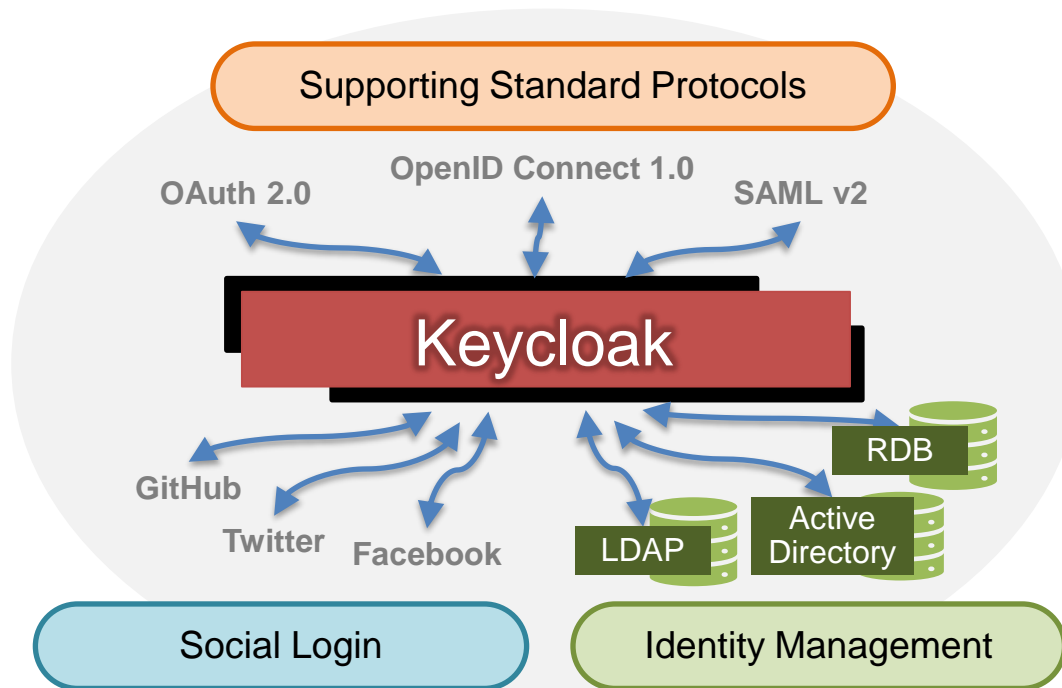 Supporting Standard Protocols
OpenID Connect 1.0
OAuth 2.0
SAML v2
Keycloak
RDB
GitHub
Active
Directory
Twitter
Facebook
LDAP
Social Login
Identity Management